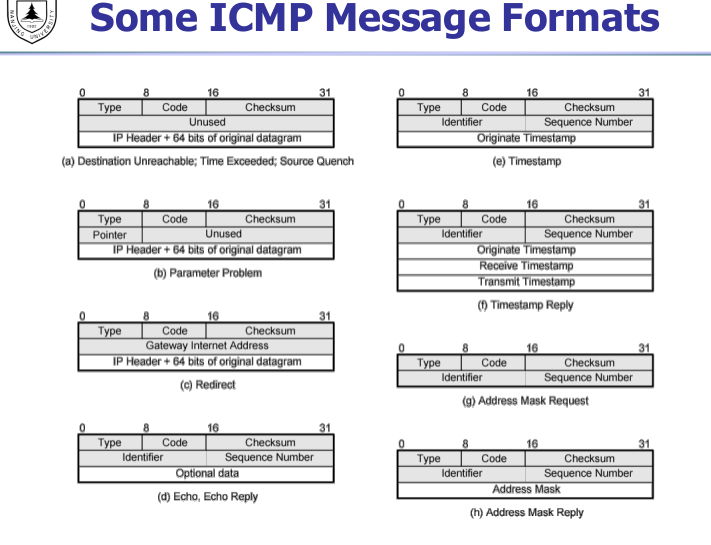 NANJING UNIVERSITY
Some ICMP Message Formats
0 8 16 31
Type Code Checksum
Unused
IP Header + 64 bits of original datagram
(a) Destination Unreachable; Time Exceeded; Source Quench
0 8 16 31
Type Code Checksum
Pointer Unused
IP Header + 64 bits of original datagram
(b) Parameter Problem
0 8 16 31
Type Code Checksum
Gateway Internet Address
IP Header + 64 bits of original datagram
(c) Redirect
0 8 16 31
Type Code Checksum
Identifier Sequence Number
Optional data
(d) Echo, Echo Reply
0 8 16 31
Type Code Checksum
Identifier Sequence Number
Originate Timestamp
(e) Timestamp
0 8 16 31
Type Code Checksum
Identifier Sequence Number
Originate Timestamp
Receive Timestamp
Transmit Timestamp
(f) Timestamp Reply
0 8 16 31
Type Code Checksum
Identifier Sequence Number
(g) Address Mask Request
0 8 16 31
Type Code Checksum
Identifier Sequence Number
Address Mask
(h) Address Mask Reply